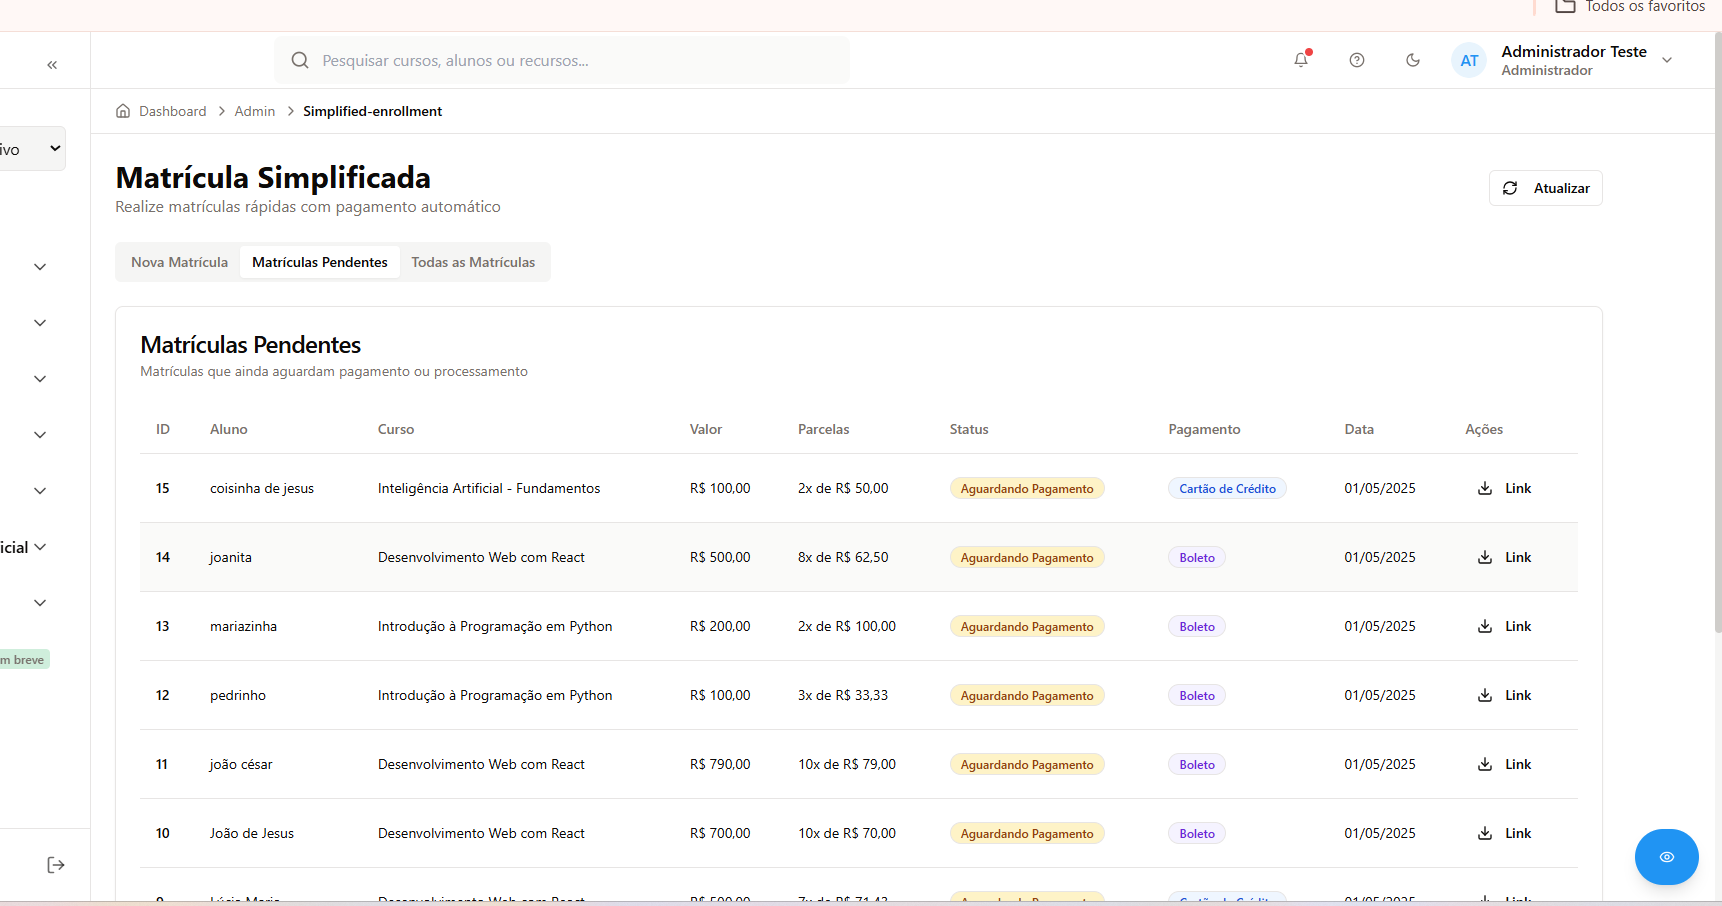 Todos os favoritos
«
Pesquisar cursos, alunos ou recursos...
AT
Administrador Teste
Administrador
Dashboard > Admin > Simplified-enrollment
ivo
Matrícula Simplificada
Realize matrículas rápidas com pagamento automático
Atualizar
Nova Matrícula Matrículas Pendentes Todas as Matrículas
Matrículas Pendentes
Matrículas que ainda aguardam pagamento ou processamento
ID Aluno Curso Valor Parcelas Status Pagamento Data Ações
15 coisinha de jesus Inteligência Artificial - Fundamentos R$ 100,00 2x de R$ 50,00 Aguardando Pagamento Cartão de Crédito 01/05/2025 Link
icial
14 joanita Desenvolvimento Web com React R$ 500,00 8x de R$ 62,50 Aguardando Pagamento Boleto 01/05/2025 Link
13 mariazinha Introdução à Programação em Python R$ 200,00 2x de R$ 100,00 Aguardando Pagamento Boleto 01/05/2025 Link
m breve
12 pedrinho Introdução à Programação em Python R$ 100,00 3x de R$ 33,33 Aguardando Pagamento Boleto 01/05/2025 Link
11 joão césar Desenvolvimento Web com React R$ 790,00 10x de R$ 79,00 Aguardando Pagamento Boleto 01/05/2025 Link
10 João de Jesus Desenvolvimento Web com React R$ 700,00 10x de R$ 70,00 Aguardando Pagamento Boleto 01/05/2025 Link